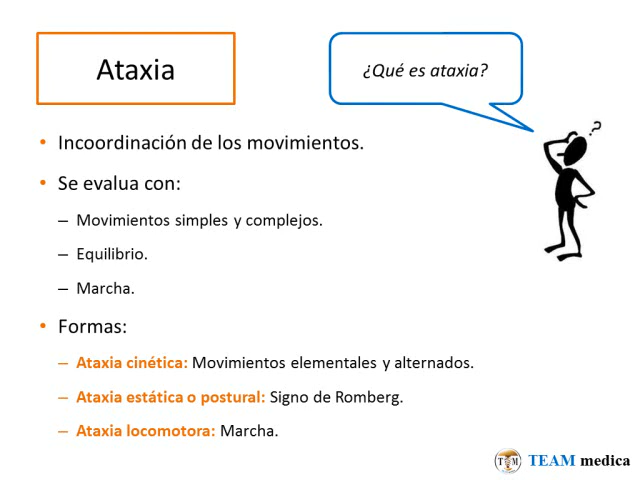 Ataxia
¿Qué es ataxia?
?
• Incoordinación de los movimientos.
• Se evalua con:
– Movimientos simples y complejos.
– Equilibrio.
– Marcha.
• Formas:
– Ataxia cinética: Movimientos elementales y alternados.
– Ataxia estática o postural: Signo de Romberg.
– Ataxia locomotora: Marcha.
TEAM medica